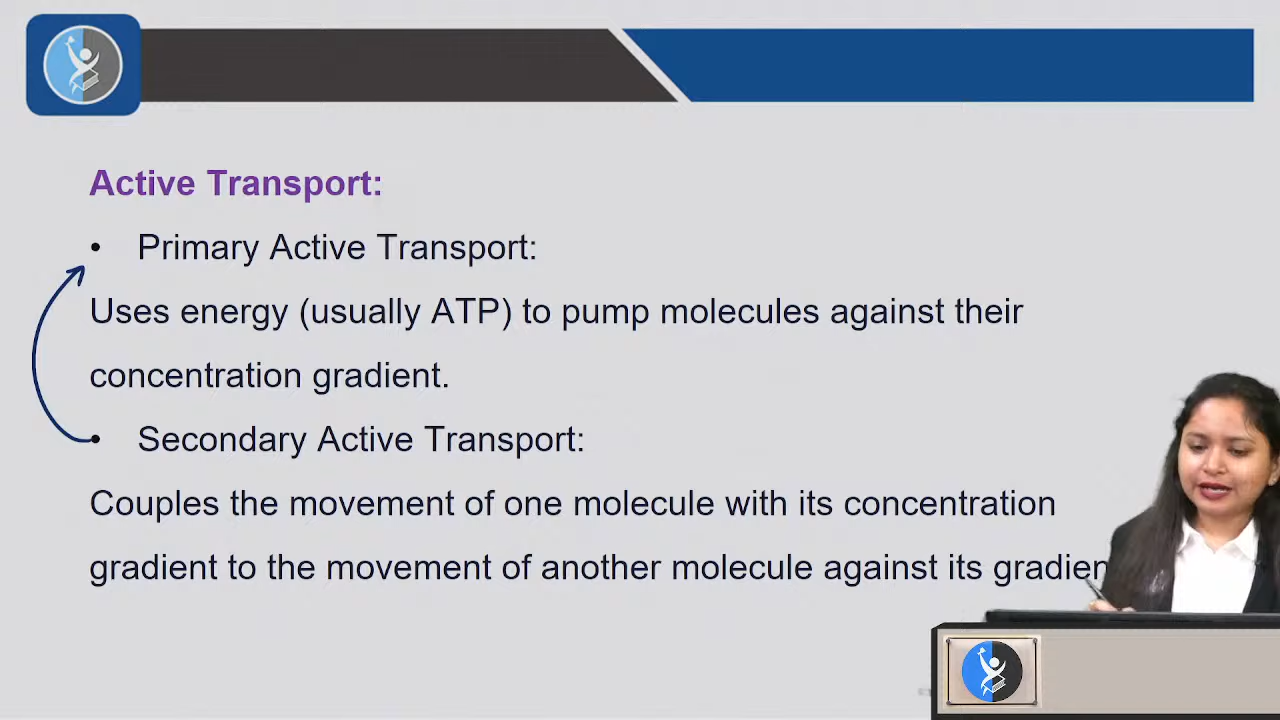 Active Transport:
• Primary Active Transport:
Uses energy (usually ATP) to pump molecules against their
concentration gradient.
• Secondary Active Transport:
Couples the movement of one molecule with its concentration
gradient to the movement of another molecule against its gradien